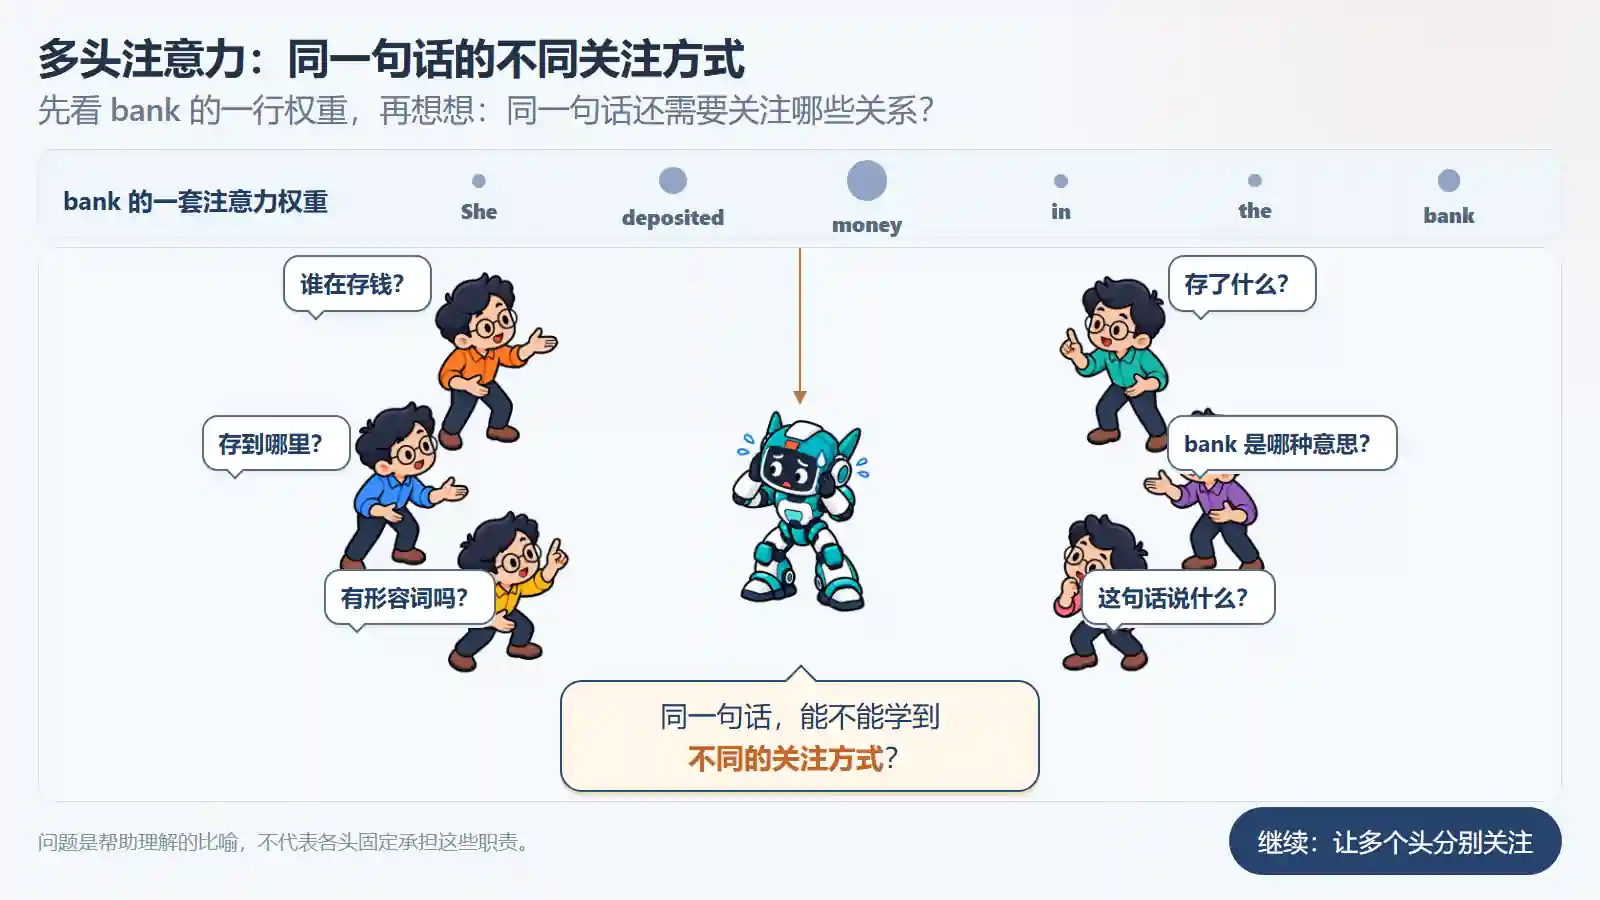 多头注意力：同一句话的不同关注方式
先看 bank 的一行权重，再想想：同一句话还需要关注哪些关系？
bank 的一套注意力权重
She
deposited
money
in
the
bank
谁在存钱？
存了什么？
存到哪里？
bank 是哪种意思？
有形容词吗？
这句话说什么？
同一句话，能不能学到
不同的关注方式？
问题是帮助理解的比喻，不代表各头固定承担这些职责。
继续：让多个头分别关注